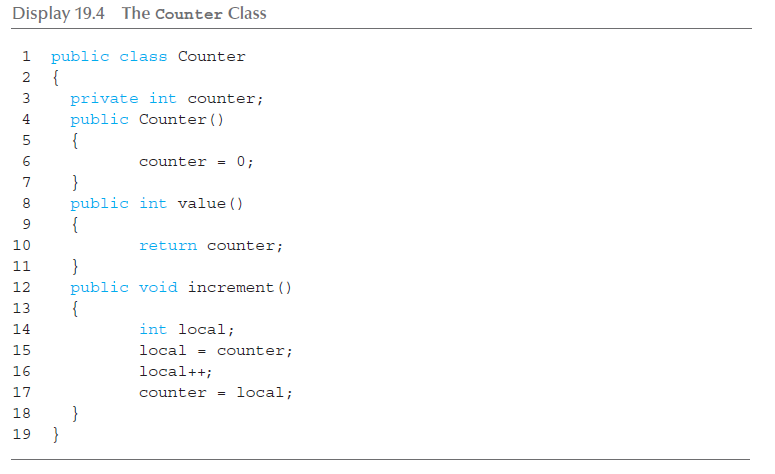 Display 19.4 The Counter Class
1 public class Counter
2 {
3 private int counter;
4 public Counter()
5 {
6 counter = 0;
7 }
8 public int value()
9 {
10 return counter;
11 }
12 public void increment()
13 {
14 int local;
15 local = counter;
16 local++;
17 counter = local;
18 }
19 }